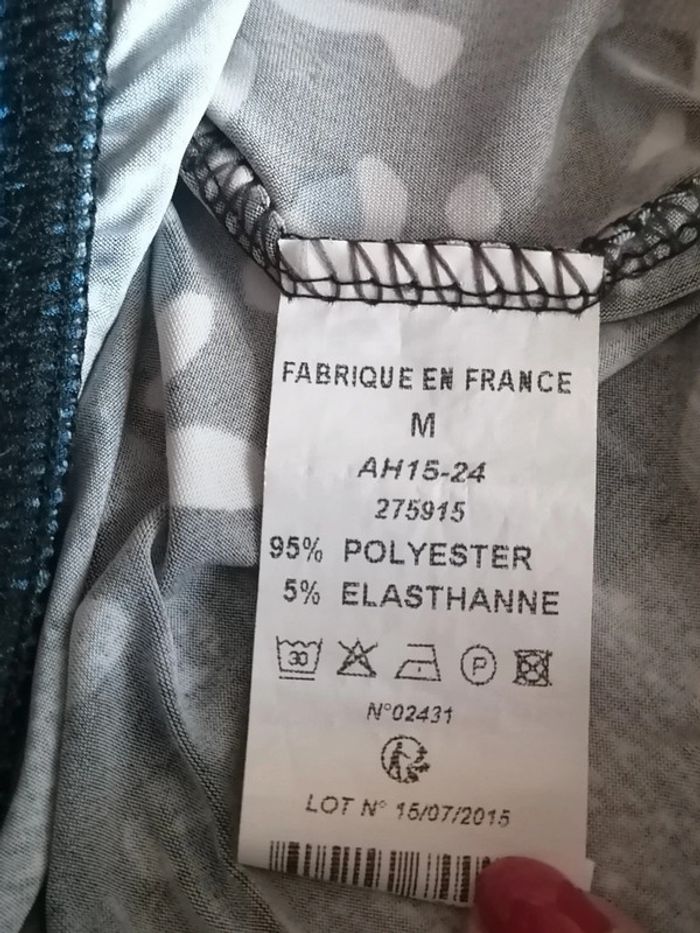 FABRIQUE EN FRANCE
M
AH15-24
275915
95% POLYESTER
5% ELASTHANNE
30 P
N°02431
LOT N° 15/07/2015